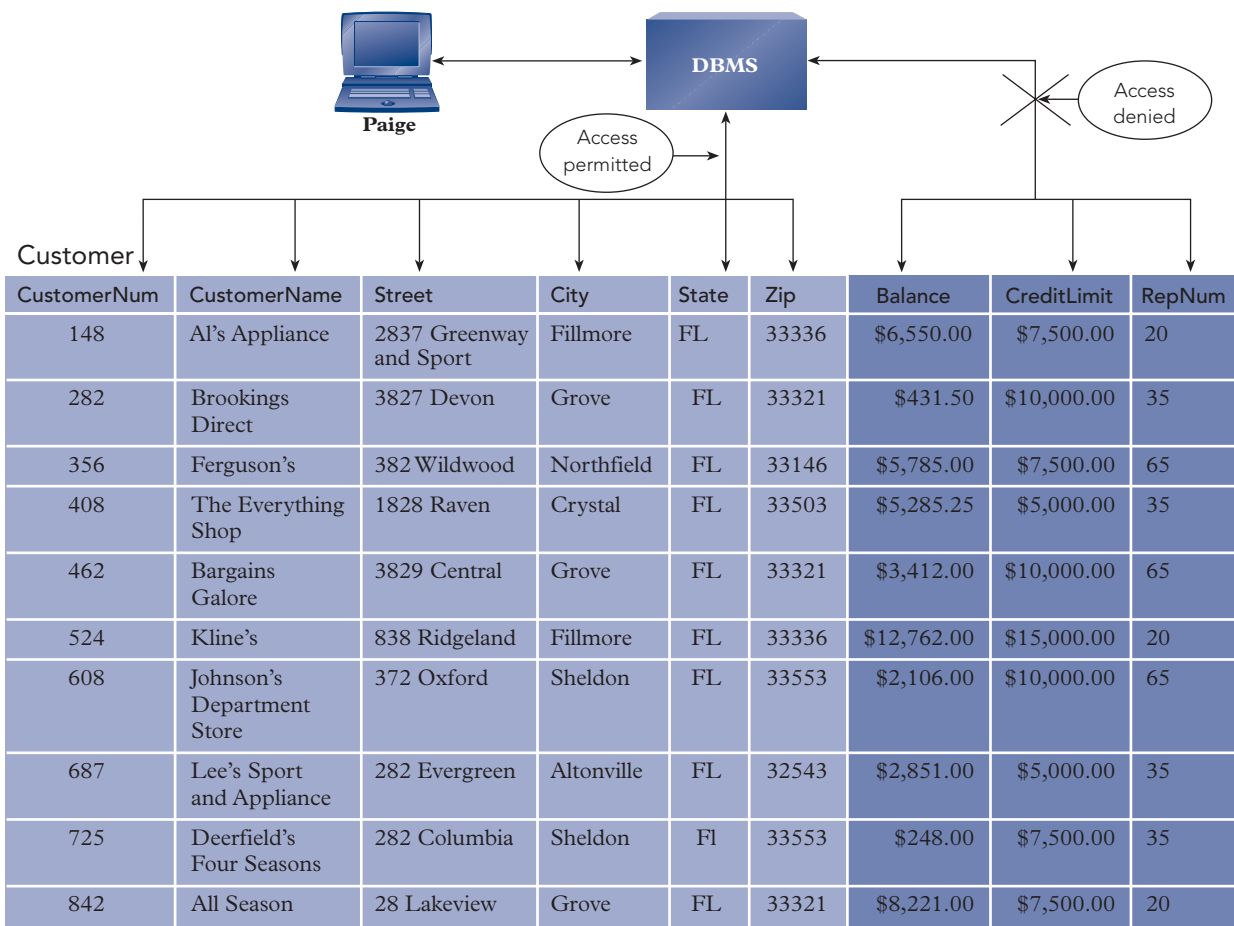 DBMS
Paige
Access
permitted
Access
denied
Customer
CustomerNum CustomerName Street City State Zip Balance CreditLimit RepNum
148 Al's Appliance 2837 Greenway Fillmore FL 33336 $6,550.00 $7,500.00 20
and Sport
282 Brookings 3827 Devon Grove FL 33321 $431.50 $10,000.00 35
Direct
356 Ferguson's 382 Wildwood Northfield FL 33146 $5,785.00 $7,500.00 65
408 The Everything 1828 Raven Crystal FL 33503 $5,285.25 $5,000.00 35
Shop
462 Bargains 3829 Central Grove FL 33321 $3,412.00 $10,000.00 65
Galore
524 Kline's 838 Ridgeland Fillmore FL 33336 $12,762.00 $15,000.00 20
608 Johnson's 372 Oxford Sheldon FL 33553 $2,106.00 $10,000.00 65
Department
Store
687 Lee's Sport 282 Evergreen Altonville FL 32543 $2,851.00 $5,000.00 35
and Appliance
725 Deerfield's 282 Columbia Sheldon Fl 33553 $248.00 $7,500.00 35
Four Seasons
842 All Season 28 Lakeview Grove FL 33321 $8,221.00 $7,500.00 20